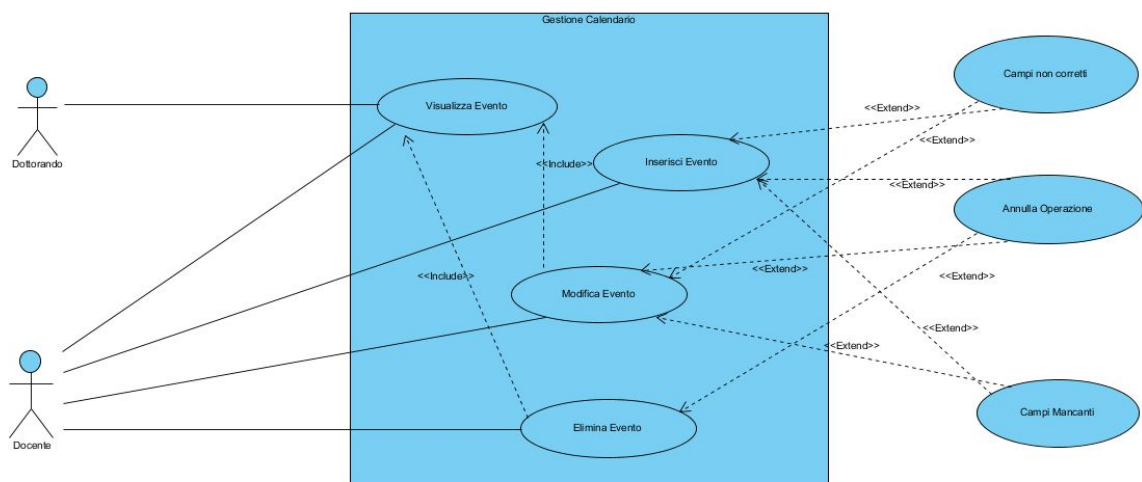 Gestione Calendario
Campi non corretti
Visualizza Evento
<<Extend>>
Dottorando
<<Include>>
Inserisci Evento
<<Extend>>
<<Extend>>
Annulla Operazione
<<Include>>
<<Extend>>
<<Extend>>
Modifica Evento
<<Extend>>
<<Extend>>
Campi Mancanti
Elimina Evento
Docente